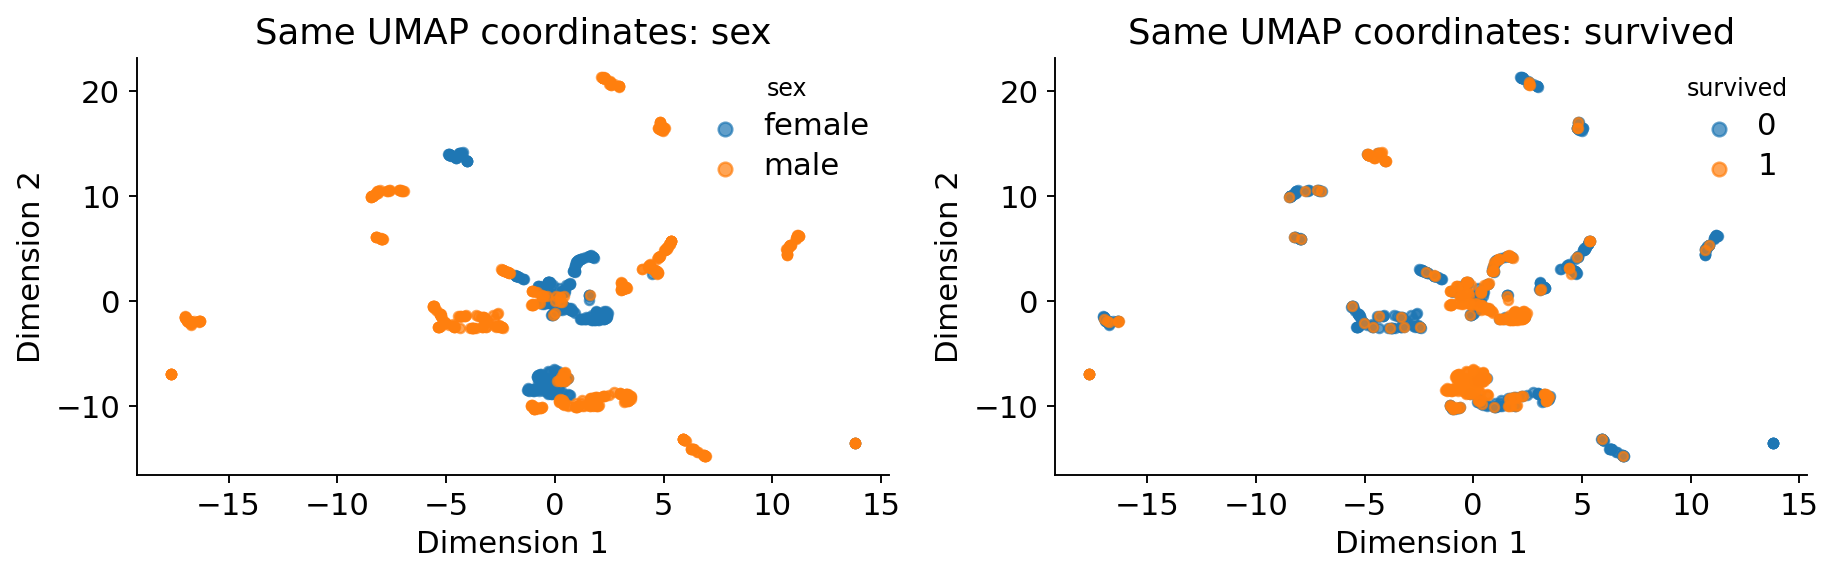 Same UMAP coordinates: sex
Same UMAP coordinates: survived
Dimension 2
20
10
0
−10
sex
female
male
−15
−10
−5
0
5
10
15
Dimension 1
Dimension 2
20
10
0
−10
survived
0
1
−15
−10
−5
0
5
10
15
Dimension 1